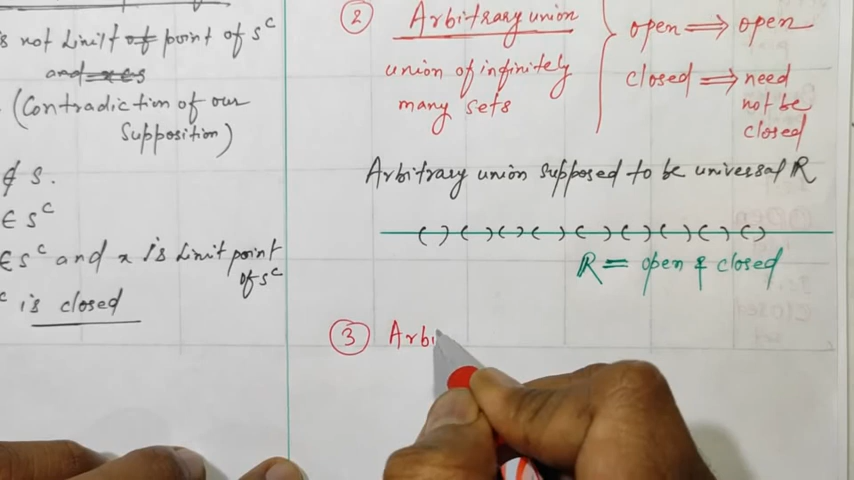 s not Limit of point of s^c
and x∈s
(Contradiction of our
Supposition)
∉ s.
∈ s^c
∈ s^c and x is Limit point
of s^c
c is closed
② Arbitrary union
union of infinitely
many sets
open ⟹ open
closed ⟹ need
not be
closed
Arbitrary union supposed to be universal R
( ) ( ) ( ) ( ) ( ) ( ) ( ) ( ) ( )
ℝ = open & closed
③ Arbi